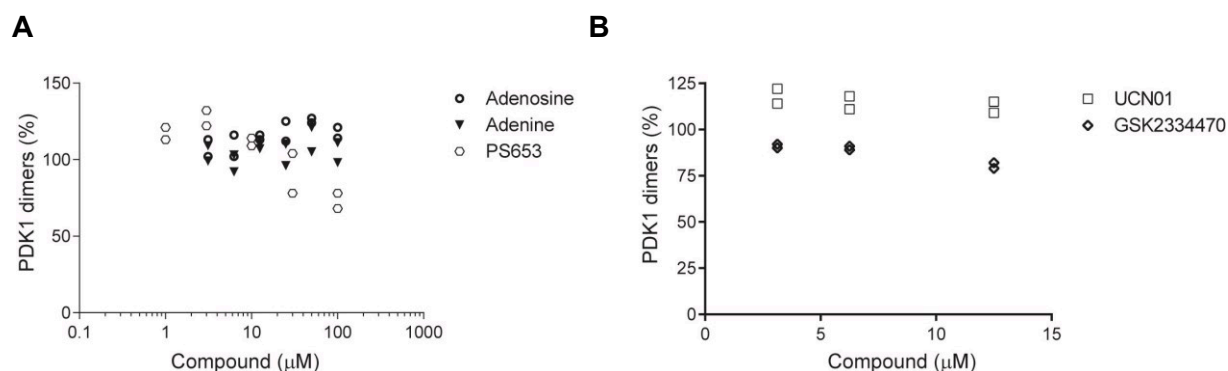 A
B
150
100
50
0
0.1
1
10
100
1000
PDK1 dimers (%)
Compound (μM)
Adenosine
Adenine
PS653
125
100
75
50
25
0
0
5
10
15
PDK1 dimers (%)
Compound (μM)
UCN01
GSK2334470